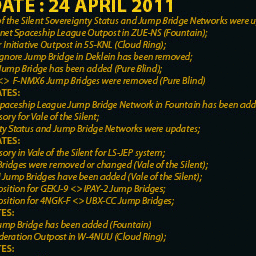 DATE : 24 APRIL 2011
of the Silent Sovereignty Status and Jump Bridge Networks were
net Spaceship League Outpost in ZUE-NS (Fountain);
Initiative Outpost in 5S-KNL (Cloud Ring);
gnore Jump Bridge in Deklein has been removed;
Jump Bridge has been added (Pure Blind);
<> F-NMX6 Jump Bridges were removed (Pure Blind)
ATES:
paceship League Jump Bridge Network in Fountain has been add
sory for Vale of the Silent;
ty Status and Jump Bridge Networks were updates;
ATES:
sory in Vale of the Silent for LS-JEP system;
Bridges were removed or changed (Vale of the Silent);
Jump Bridges have been added (Vale of the Silent);
osition for GEKJ-9 <> IPAY-2 Jump Bridges;
osition for 4NGK-F <> UBX-CC Jump Bridges;
TES:
ump Bridge has been added (Fountain)
deration Outpost in W-4NUU (Cloud Ring);
TES: